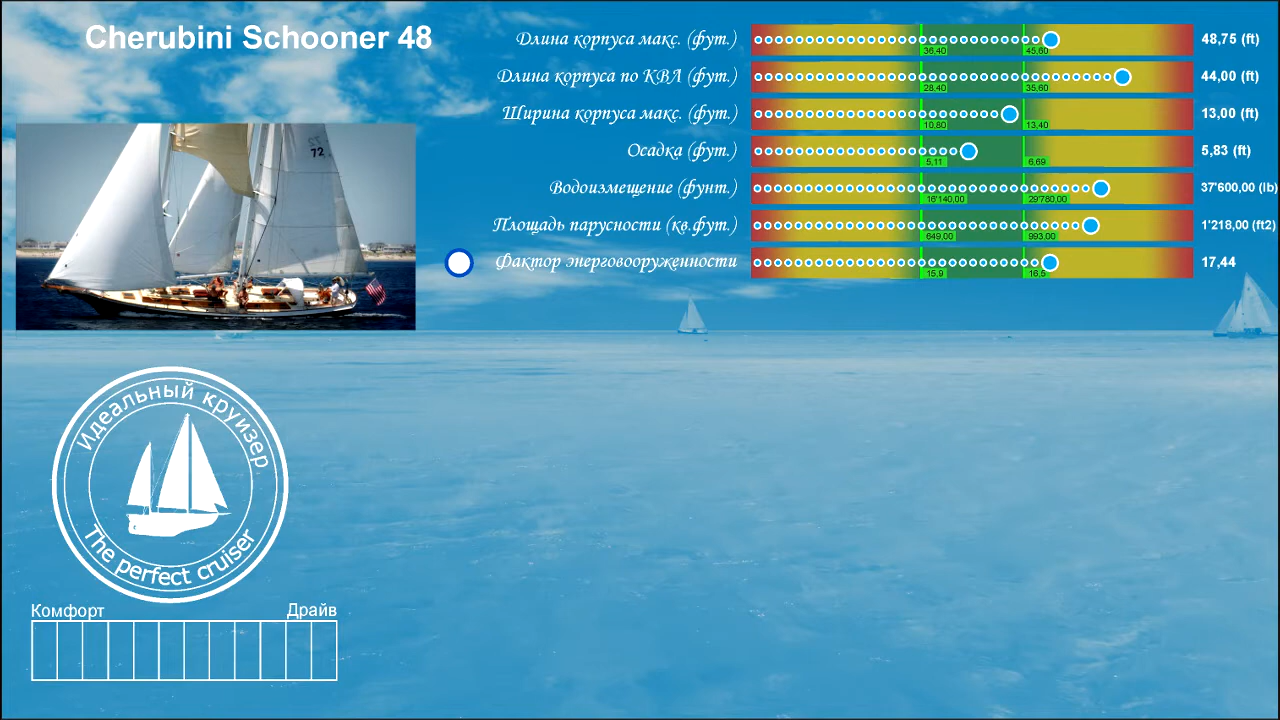 Cherubini Schooner 48
Длина корпуса макс. (фут.)
36,40
45,60
48,75 (ft)
Длина корпуса по КВЛ (фут.)
28,40
35,60
44,00 (ft)
Ширина корпуса макс. (фут.)
10,80
13,40
13,00 (ft)
Осадка (фут.)
5,11
6,69
5,83 (ft)
Водоизмещение (фунт.)
16'140,00
29'780,00
37'600,00 (lb)
Площадь парусности (кв.фут.)
649,00
993,00
1'218,00 (ft2)
Фактор энерговооруженности
15,9
16,5
17,44
72
Идеальный круизер
The perfect cruiser
Комфорт
Драйв